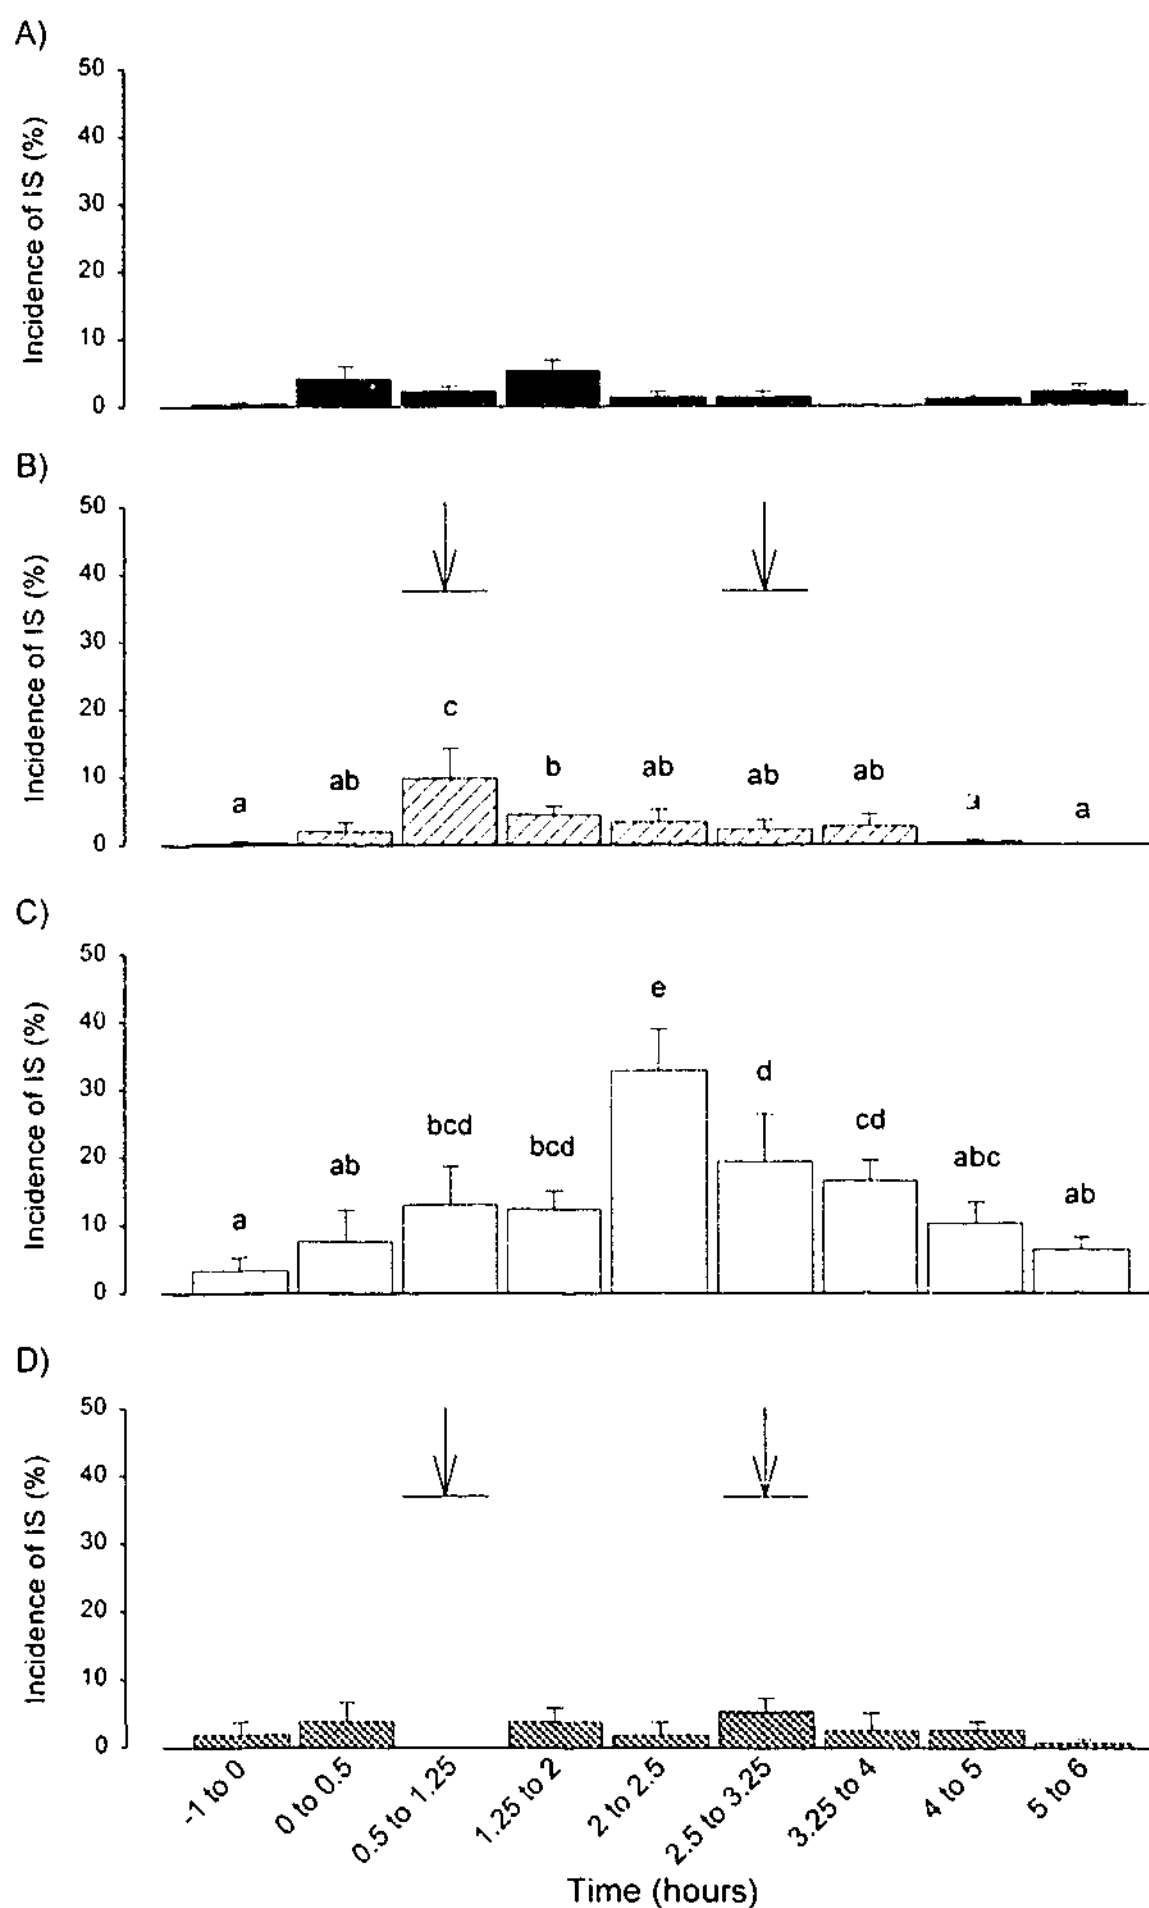 A)
50
40
30
20
10
0
Incidence of IS (%)
B)
50
40
30
20
10
0
Incidence of IS (%)
a
ab
c
b
ab
ab
ab
a
a
C)
50
40
30
20
10
0
Incidence of IS (%)
a
ab
bcd
bcd
e
d
cd
abc
ab
D)
50
40
30
20
10
0
Incidence of IS (%)
-1 to 0
0 to 0.5
0.5 to 1.25
1.25 to 2
2 to 2.5
2.5 to 3.25
3.25 to 4
4 to 5
5 to 6
Time (hours)